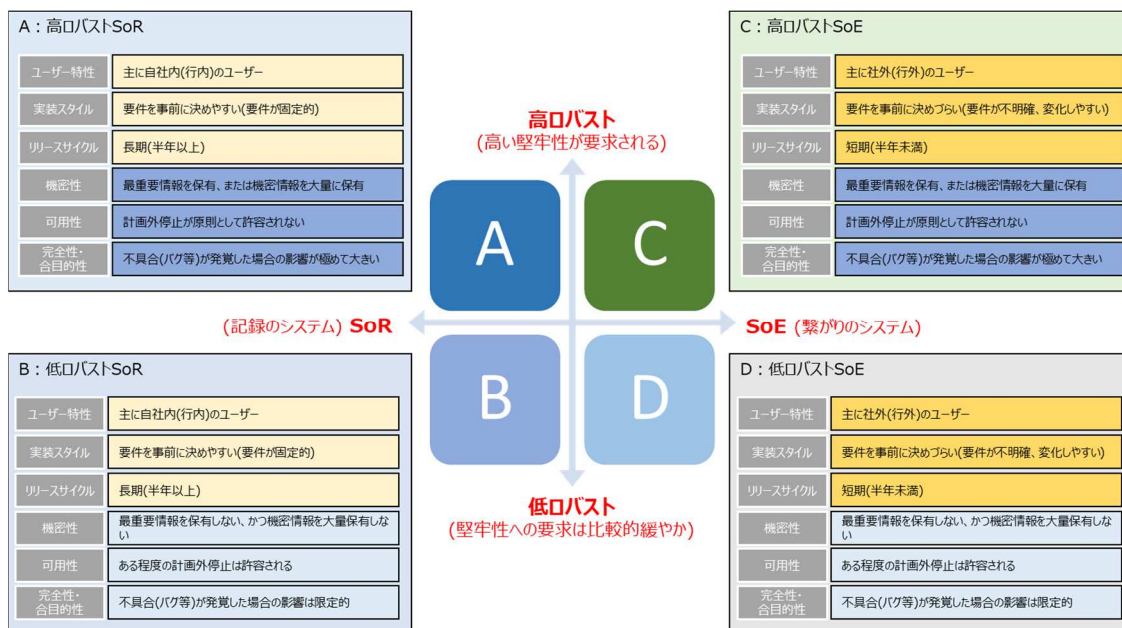 A：高ロバストSoR
ユーザー特性
主に自社内(行内)のユーザー
実装スタイル
要件を事前に決めやすい(要件が固定的)
リリースサイクル
長期(半年以上)
機密性
最重要情報を保有、または機密情報を大量に保有
可用性
計画外停止が原則として許容されない
完全性・
合目的性
不具合(バグ等)が発覚した場合の影響が極めて大きい
C：高ロバストSoE
ユーザー特性
主に社外(行外)のユーザー
実装スタイル
要件を事前に決めづらい(要件が不明確、変化しやすい)
リリースサイクル
短期(半年未満)
機密性
最重要情報を保有、または機密情報を大量に保有
可用性
計画外停止が原則として許容されない
完全性・
合目的性
不具合(バグ等)が発覚した場合の影響が極めて大きい
高ロバスト
(高い堅牢性が要求される)
A
C
(記録のシステム) SoR
SoE (繋がりのシステム)
B
D
低ロバスト
(堅牢性への要求は比較的緩やか)
B：低ロバストSoR
ユーザー特性
主に自社内(行内)のユーザー
実装スタイル
要件を事前に決めやすい(要件が固定的)
リリースサイクル
長期(半年以上)
機密性
最重要情報を保有しない、かつ機密情報を大量保有しな
い
可用性
ある程度の計画外停止は許容される
完全性・
合目的性
不具合(バグ等)が発覚した場合の影響は限定的
D：低ロバストSoE
ユーザー特性
主に社外(行外)のユーザー
実装スタイル
要件を事前に決めづらい(要件が不明確、変化しやすい)
リリースサイクル
短期(半年未満)
機密性
最重要情報を保有しない、かつ機密情報を大量保有しな
い
可用性
ある程度の計画外停止は許容される
完全性・
合目的性
不具合(バグ等)が発覚した場合の影響は限定的